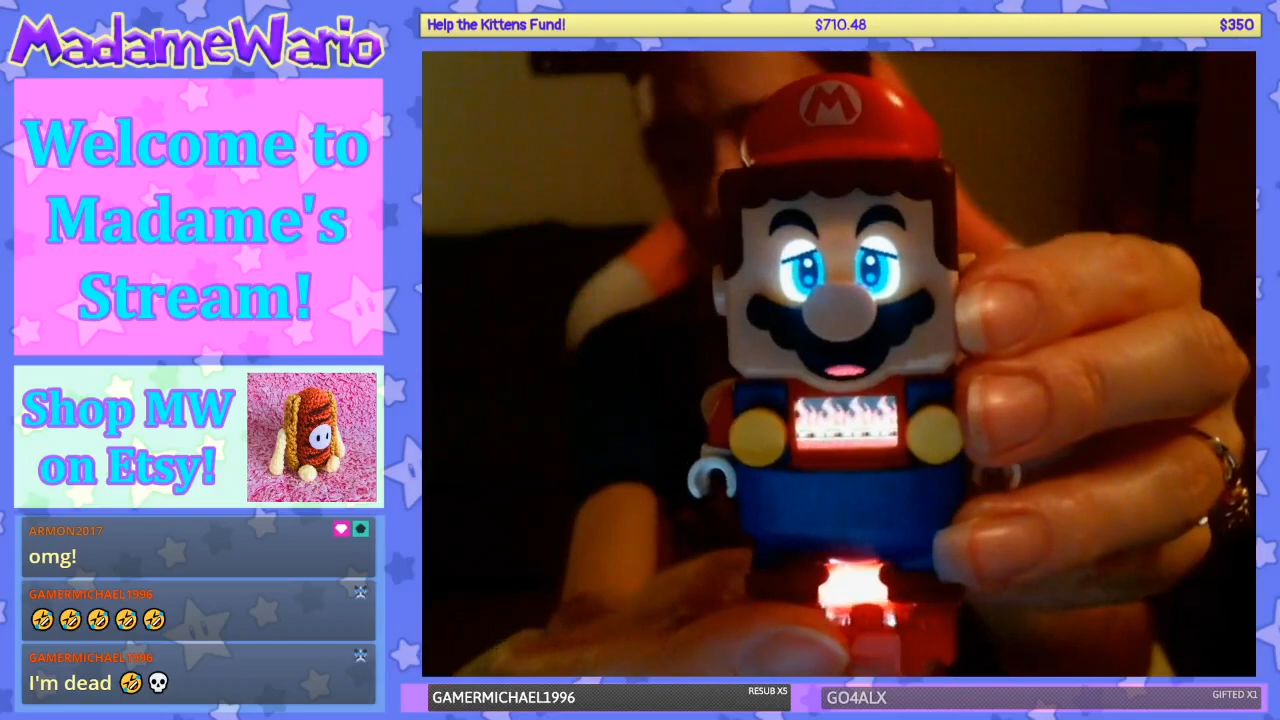 MadameWario
Help the Kittens Fund! $710.48 $350
Welcome to
Madame's
Stream!
M
Shop MW
on Etsy!
ARMON2017
omg!
GAMERMICHAEL1996
🤣🤣🤣🤣🤣
GAMERMICHAEL1996
I'm dead 🤣💀
GAMERMICHAEL1996 RESUB X5
GO4ALX GIFTED X1